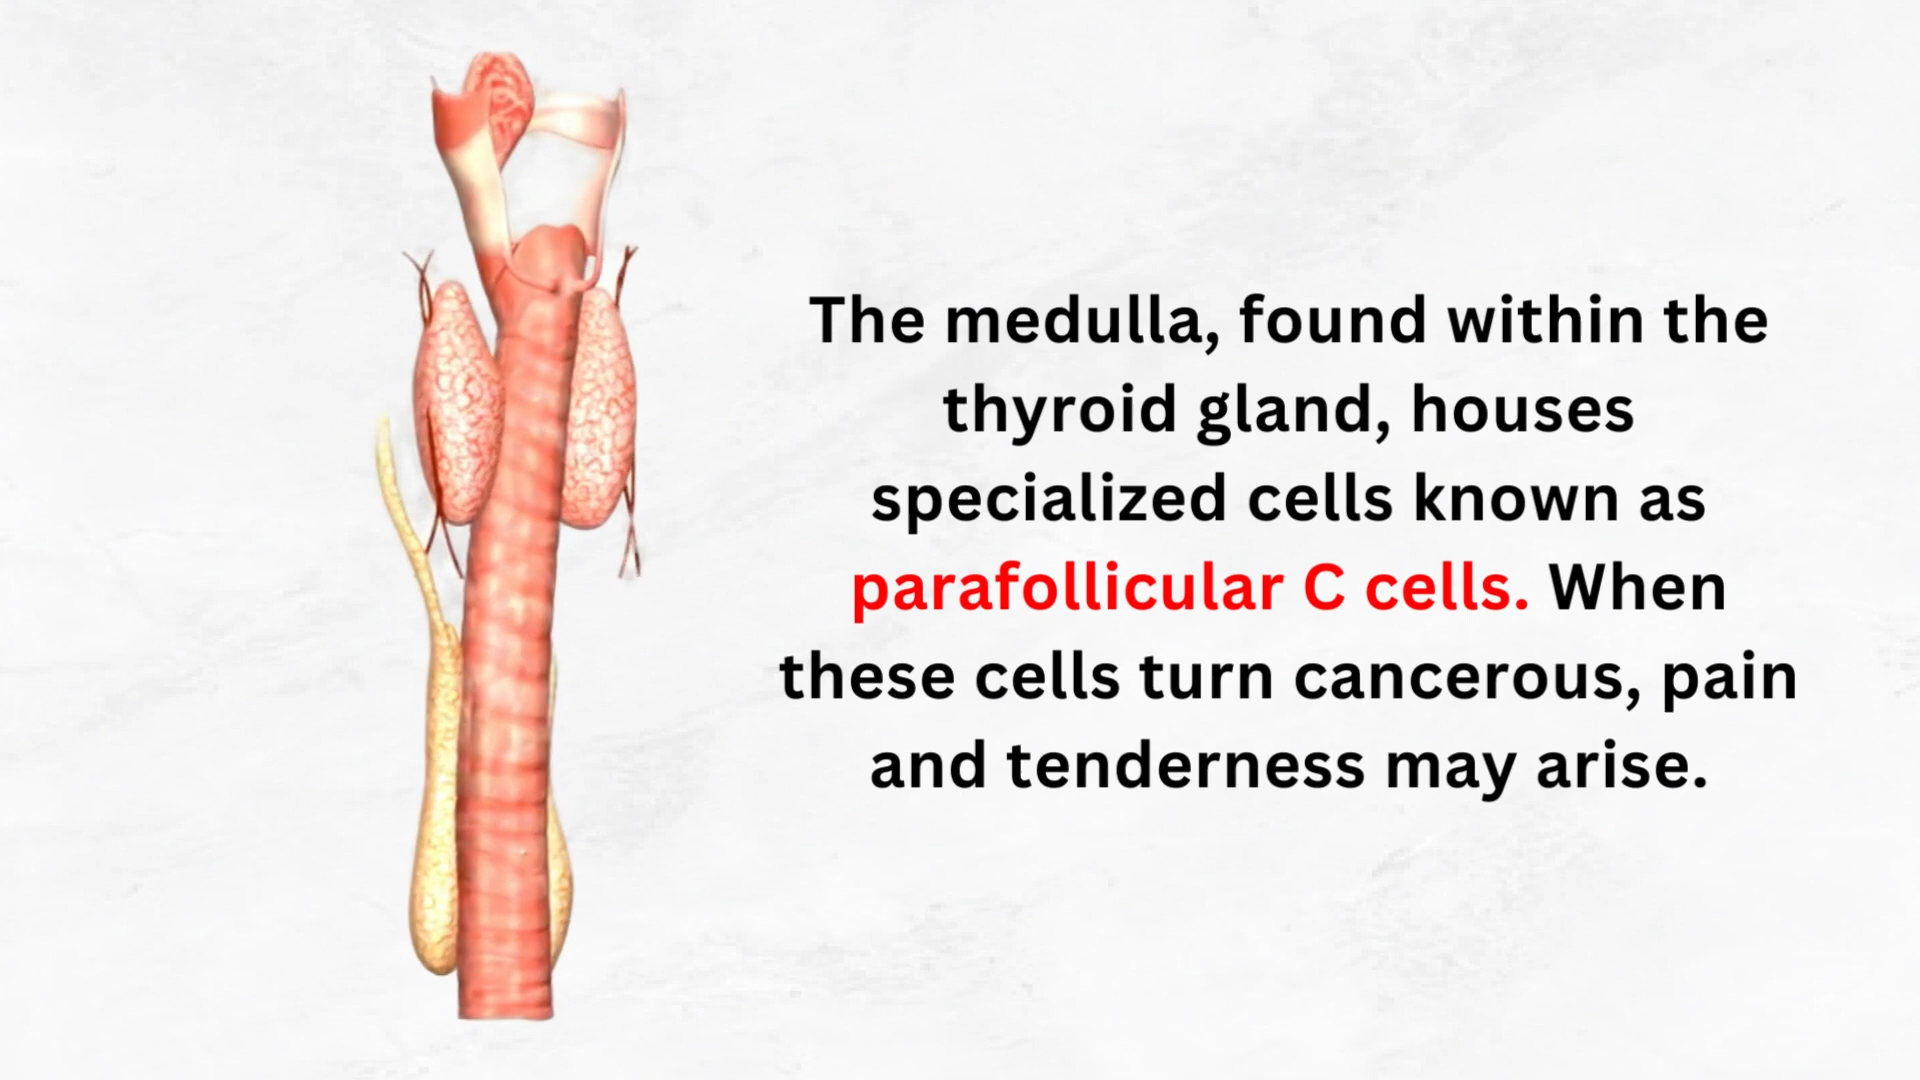 The medulla, found within the
thyroid gland, houses
specialized cells known as
parafollicular C cells. When
these cells turn cancerous, pain
and tenderness may arise.